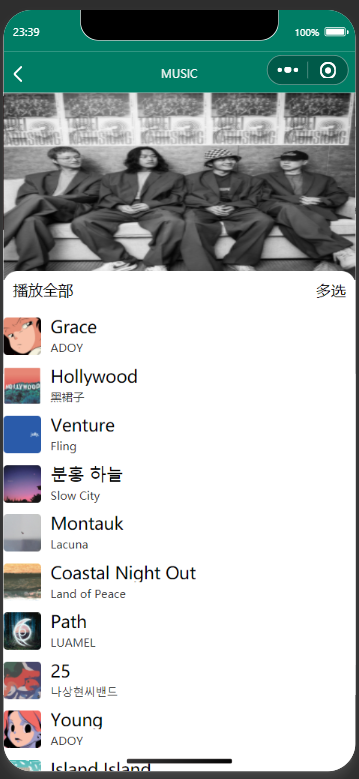 23:39
100%
MUSIC
播放全部
多选
Grace
ADOY
Hollywood
黑裙子
Venture
Fling
분홍 하늘
Slow City
Montauk
Lacuna
Coastal Night Out
Land of Peace
Path
LUAMEL
25
나상현씨밴드
Young
ADOY
Island Island